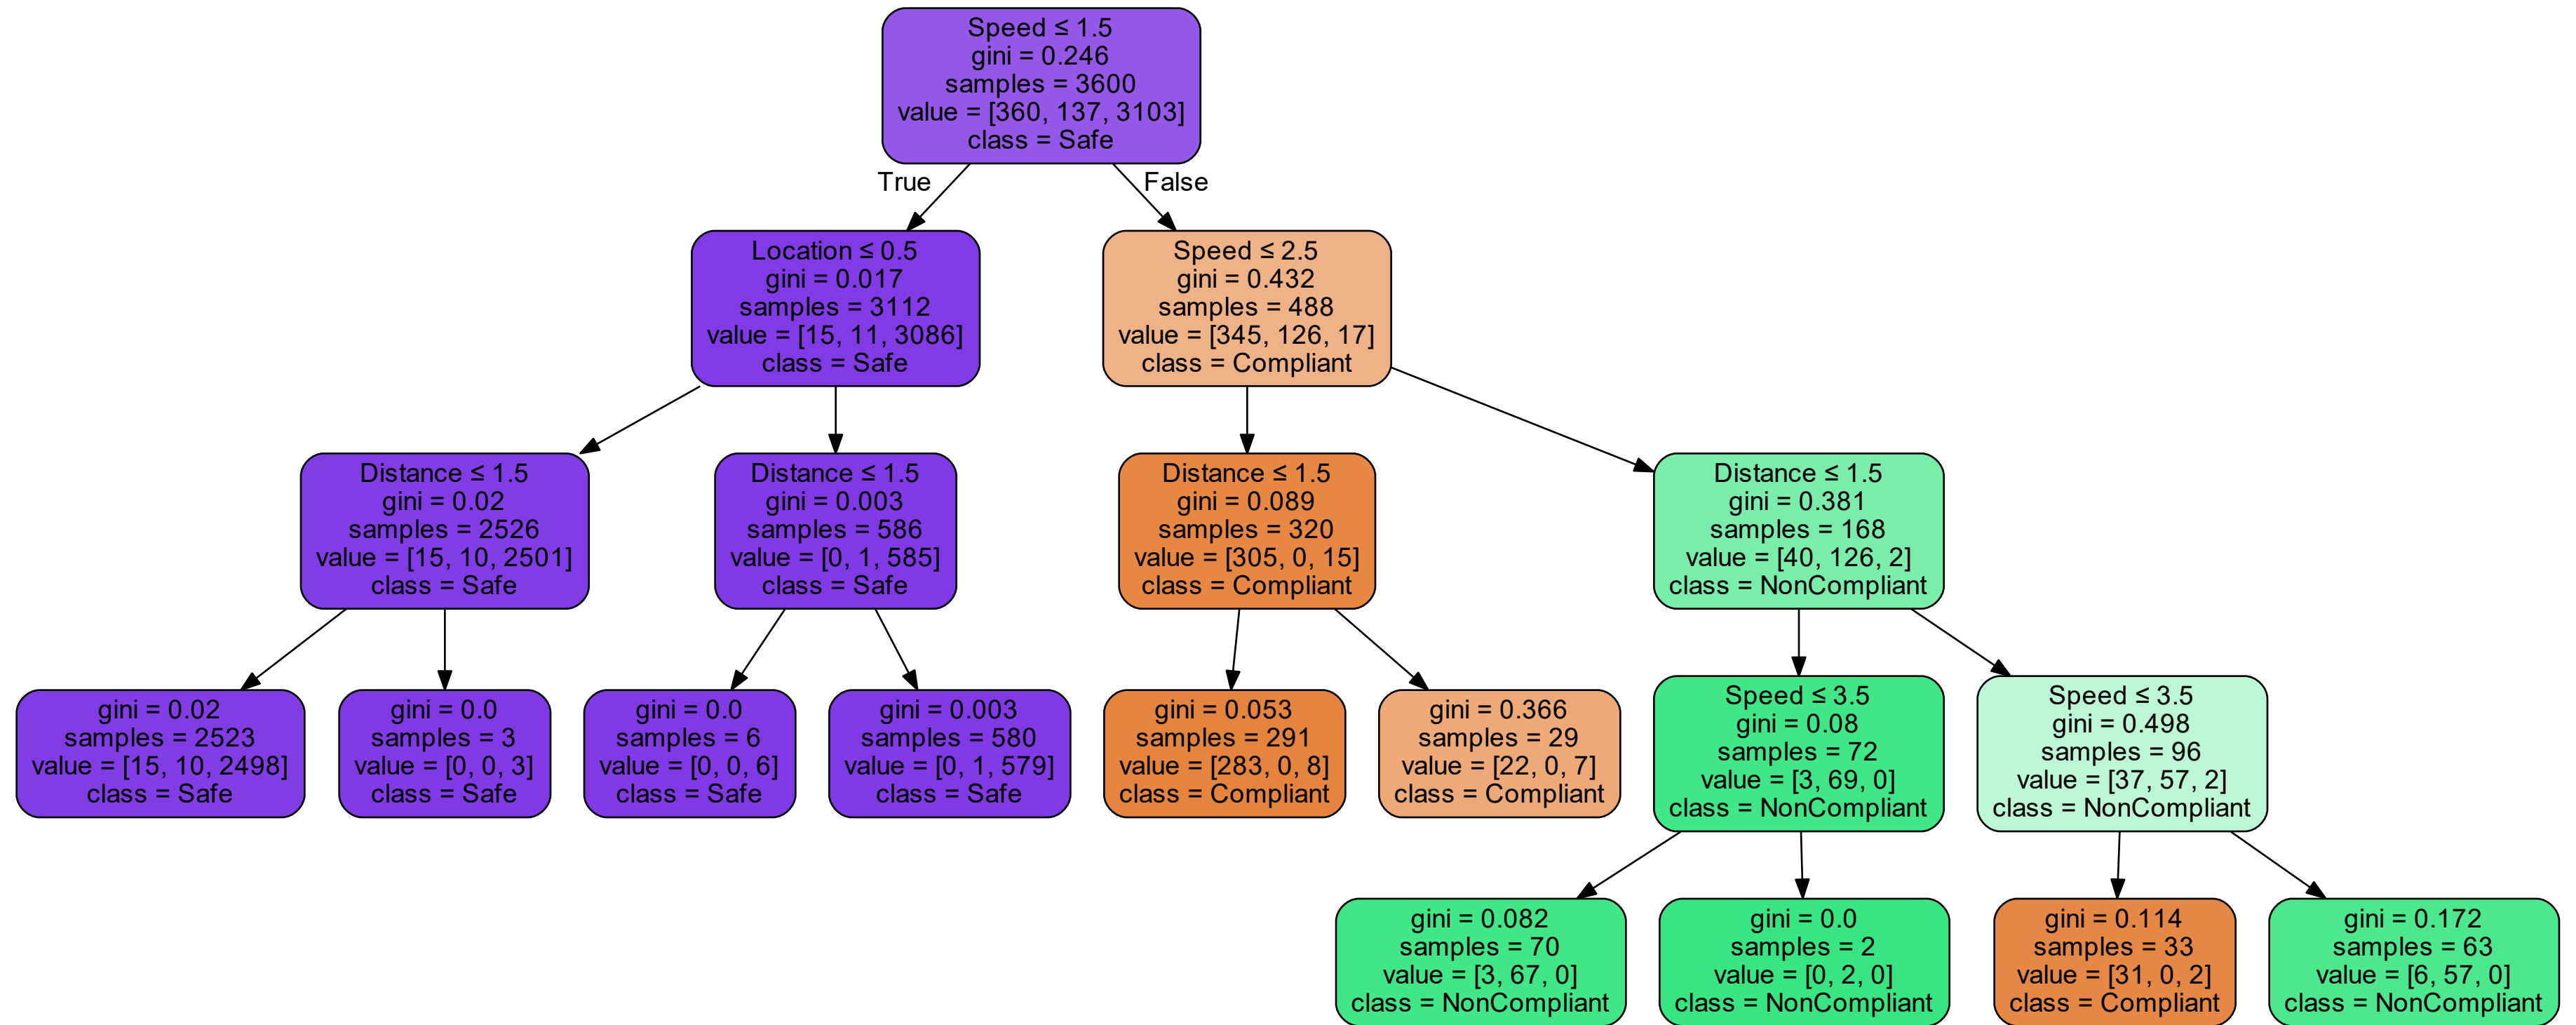 Speed ≤ 1.5
gini = 0.246
samples = 3600
value = [360, 137, 3103]
class = Safe
True
False
Location ≤ 0.5
gini = 0.017
samples = 3112
value = [15, 11, 3086]
class = Safe
Speed ≤ 2.5
gini = 0.432
samples = 488
value = [345, 126, 17]
class = Compliant
Distance ≤ 1.5
gini = 0.02
samples = 2526
value = [15, 10, 2501]
class = Safe
Distance ≤ 1.5
gini = 0.003
samples = 586
value = [0, 1, 585]
class = Safe
Distance ≤ 1.5
gini = 0.089
samples = 320
value = [305, 0, 15]
class = Compliant
Distance ≤ 1.5
gini = 0.381
samples = 168
value = [40, 126, 2]
class = NonCompliant
gini = 0.02
samples = 2523
value = [15, 10, 2498]
class = Safe
gini = 0.0
samples = 3
value = [0, 0, 3]
class = Safe
gini = 0.0
samples = 6
value = [0, 0, 6]
class = Safe
gini = 0.003
samples = 580
value = [0, 1, 579]
class = Safe
gini = 0.053
samples = 291
value = [283, 0, 8]
class = Compliant
gini = 0.366
samples = 29
value = [22, 0, 7]
class = Compliant
Speed ≤ 3.5
gini = 0.08
samples = 72
value = [3, 69, 0]
class = NonCompliant
Speed ≤ 3.5
gini = 0.498
samples = 96
value = [37, 57, 2]
class = NonCompliant
gini = 0.082
samples = 70
value = [3, 67, 0]
class = NonCompliant
gini = 0.0
samples = 2
value = [0, 2, 0]
class = NonCompliant
gini = 0.114
samples = 33
value = [31, 0, 2]
class = Compliant
gini = 0.172
samples = 63
value = [6, 57, 0]
class = NonCompliant